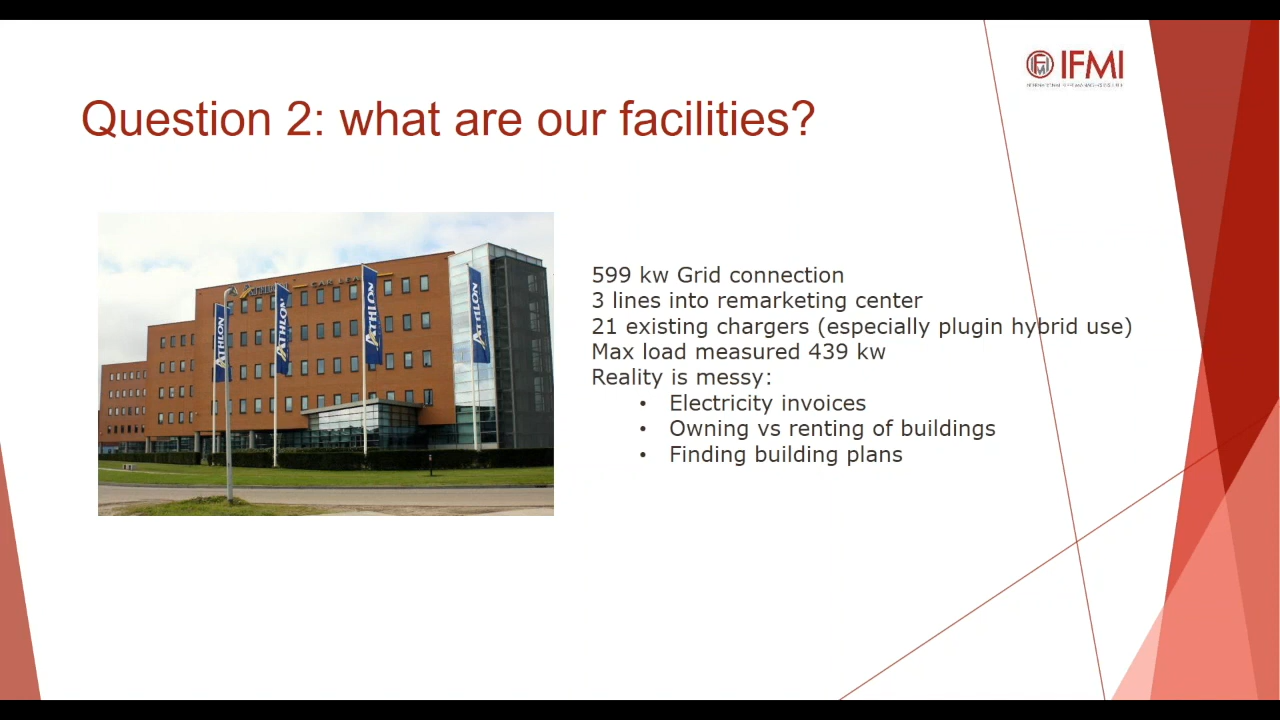 IFMI
Question 2: what are our facilities?
599 kw Grid connection
3 lines into remarketing center
21 existing chargers (especially plugin hybrid use)
Max load measured 439 kw
Reality is messy:
• Electricity invoices
• Owning vs renting of buildings
• Finding building plans
ATHLON
ATHLON
ATHLON
ATHLON